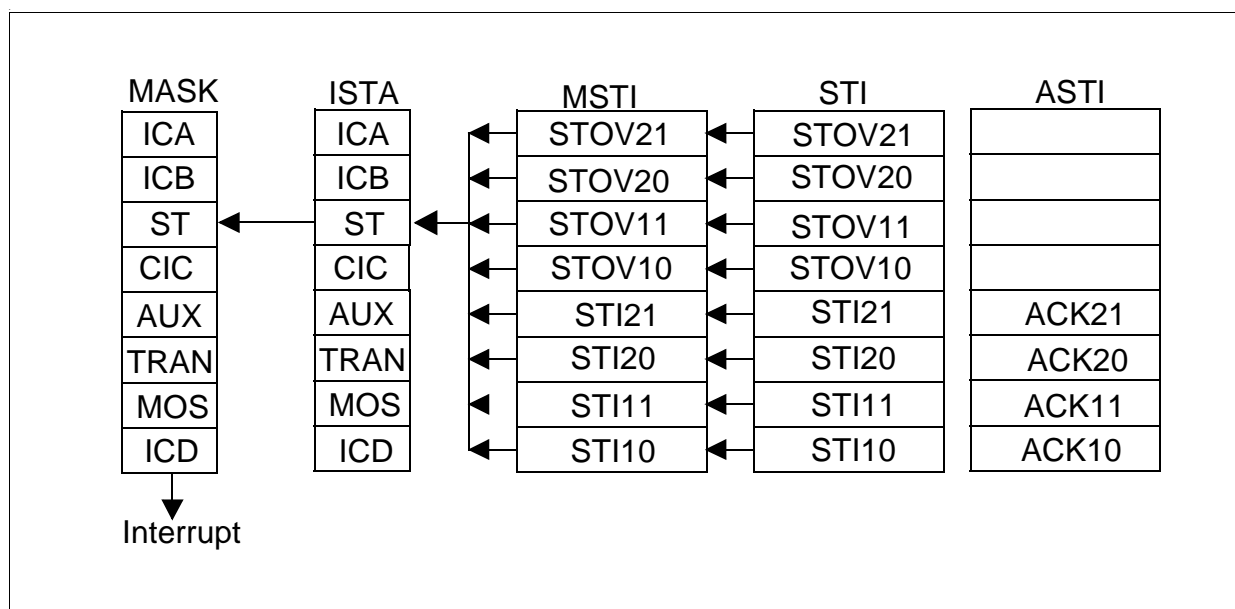 MASK ISTA MSTI STI ASTI
ICA ICA STOV21 STOV21
ICB ICB STOV20 STOV20
ST ST STOV11 STOV11
CIC CIC STOV10 STOV10
AUX AUX STI21 STI21 ACK21
TRAN TRAN STI20 STI20 ACK20
MOS MOS STI11 STI11 ACK11
ICD ICD STI10 STI10 ACK10
Interrupt